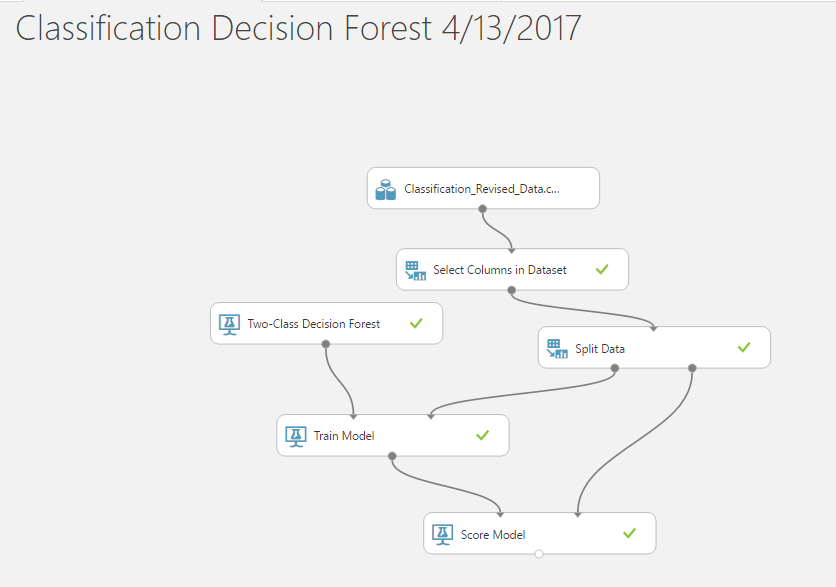 Classification Decision Forest 4/13/2017
Classification_Revised_Data.c...
Select Columns in Dataset
Two-Class Decision Forest
Split Data
Train Model
Score Model